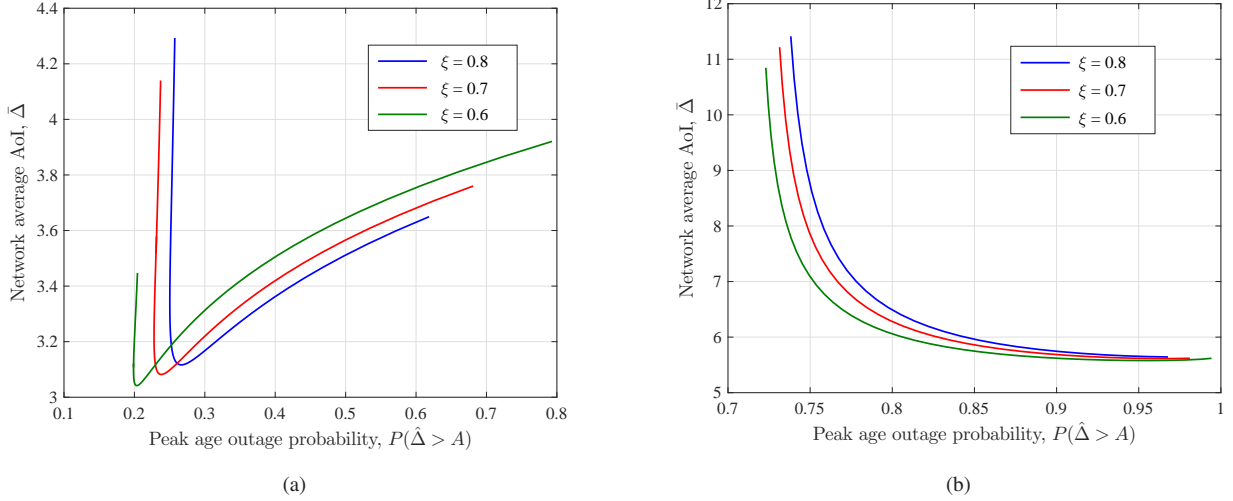 4.4
4.2
4
3.8
3.6
3.4
3.2
3
0.1 0.2 0.3 0.4 0.5 0.6 0.7 0.8
Network average AoI, Δ̄
Peak age outage probability, P(Δ̂ > A)
ξ = 0.8
ξ = 0.7
ξ = 0.6
(a)
12
11
10
9
8
7
6
5
0.7 0.75 0.8 0.85 0.9 0.95 1
Network average AoI, Δ̄
Peak age outage probability, P(Δ̂ > A)
ξ = 0.8
ξ = 0.7
ξ = 0.6
(b)